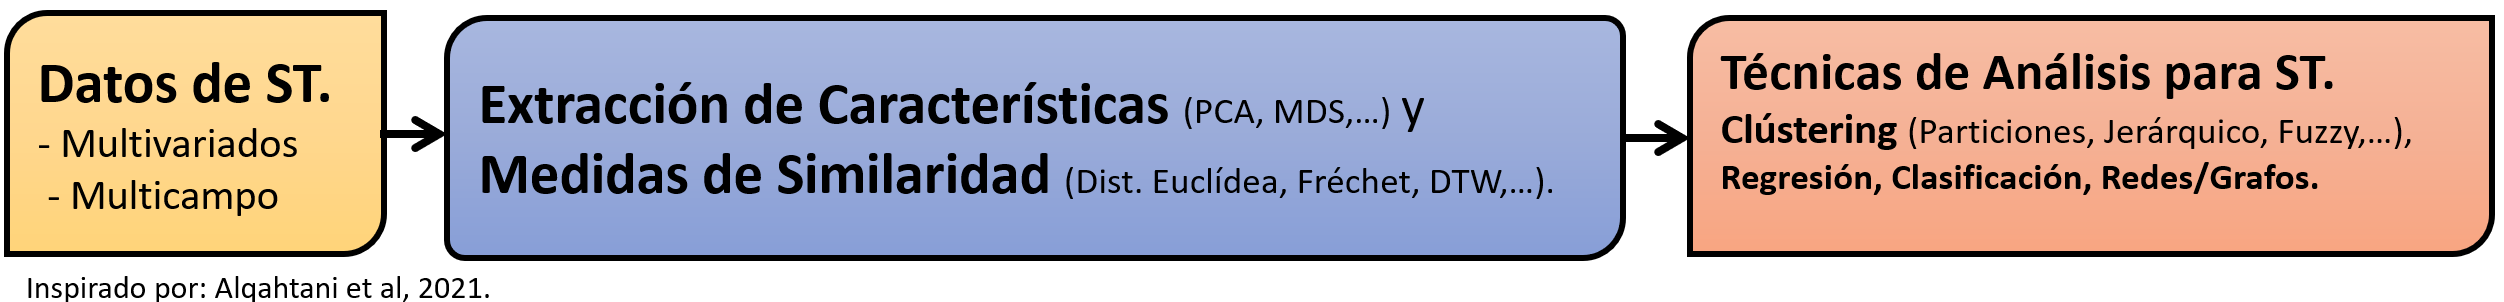 Datos de ST.
- Multivariados
- Multicampo
Extracción de Características (PCA, MDS,...) y
Medidas de Similaridad (Dist. Euclídea, Fréchet, DTW,...).
Técnicas de Análisis para ST.
Clústering (Particiones, Jerárquico, Fuzzy,...),
Regresión, Clasificación, Redes/Grafos.
Inspirado por: Alqahtani et al, 2021.